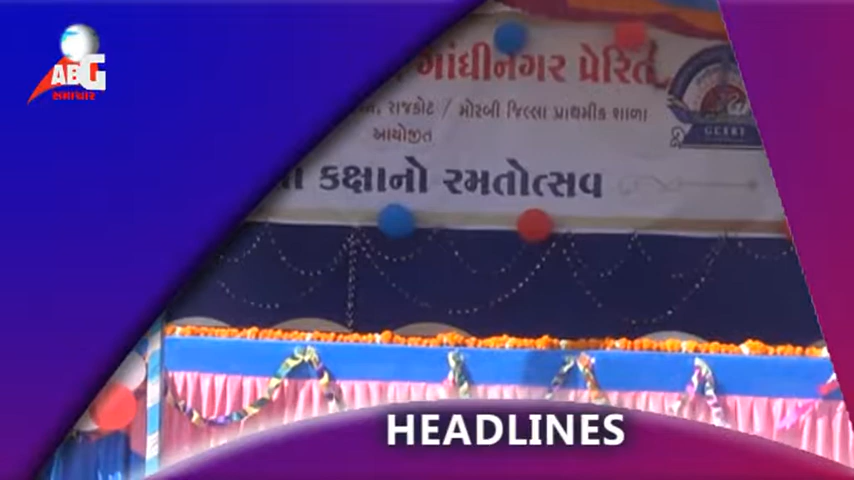 ABG
સમાચાર
ગાંધીનગર પ્રેરિત
રાજકોટ / મોરબી જિલ્લા પ્રાથમીક શાળા
આયોજીત
કક્ષાનો રમતોત્સવ
GCERT
HEADLINES